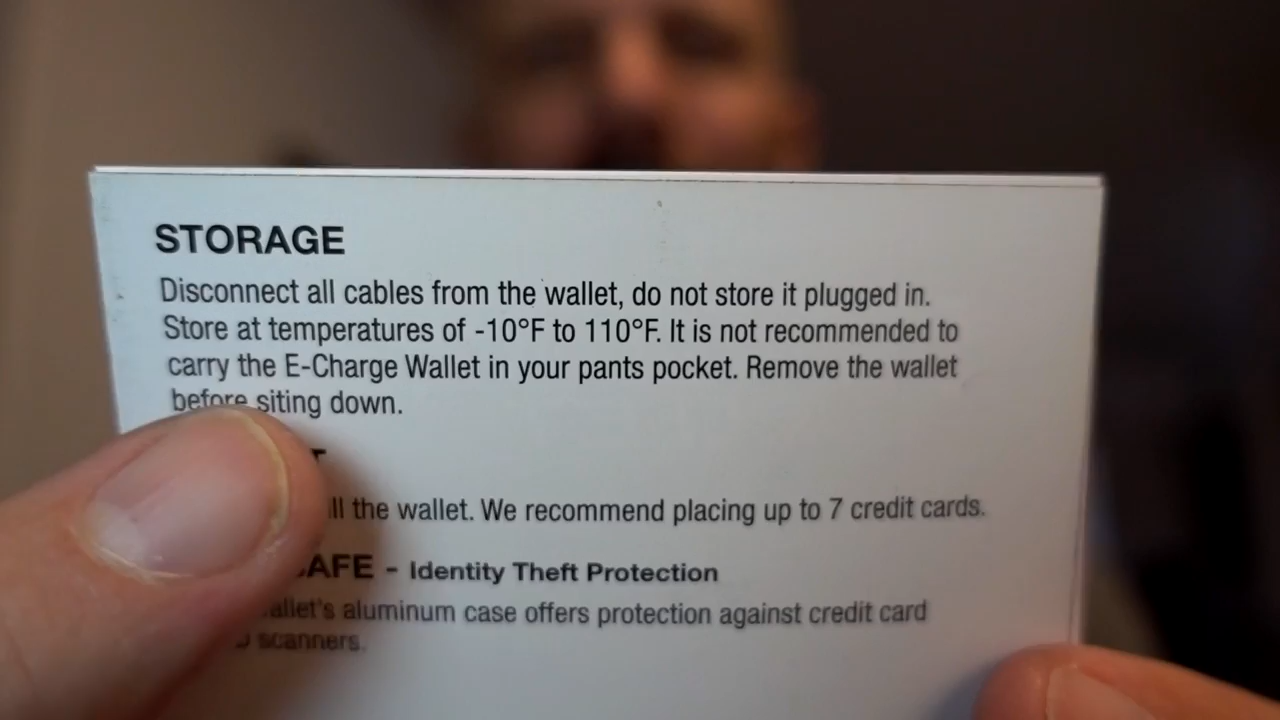 STORAGE
Disconnect all cables from the wallet, do not store it plugged in.
Store at temperatures of -10°F to 110°F. It is not recommended to
carry the E-Charge Wallet in your pants pocket. Remove the wallet
before siting down.
the wallet. We recommend placing up to 7 credit cards.
- Identity Theft Protection
aluminum case offers protection against credit card
scanners.